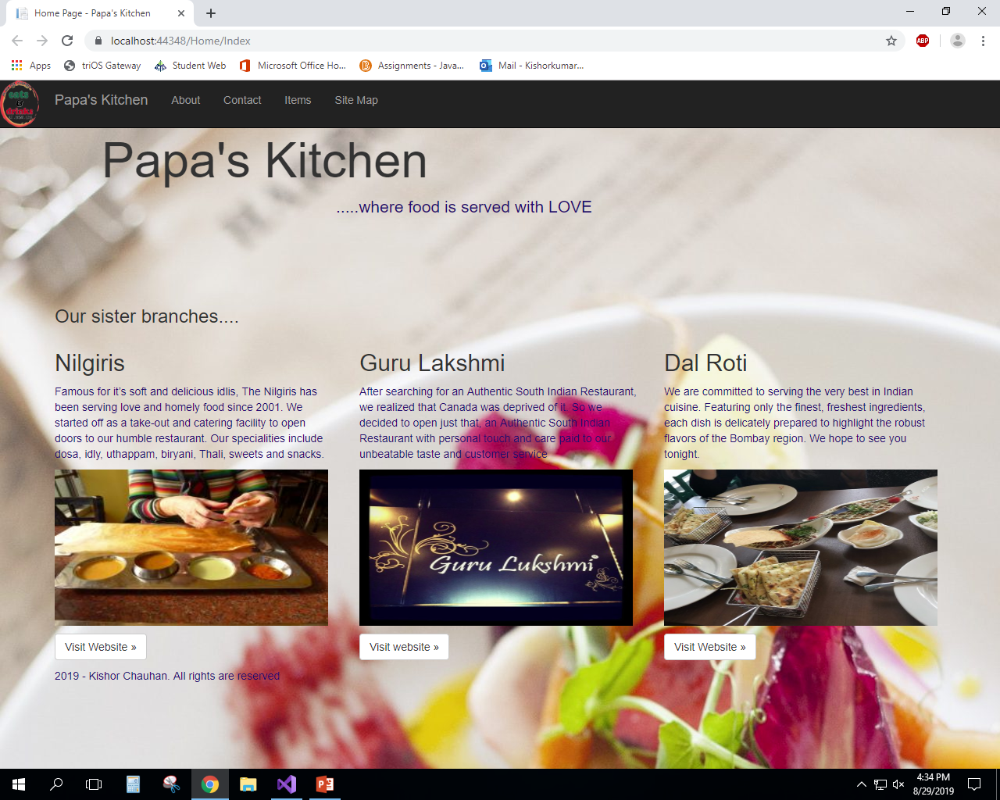 Home Page - Papa's Kitchen
localhost:44348/Home/Index
ABP
Apps
triOS Gateway
Student Web
Microsoft Office Ho...
Assignments - Java...
Mail - Kishorkumar...
eats
&
drinks
Papa's Kitchen
About
Contact
Items
Site Map
Papa's Kitchen
.....where food is served with LOVE
Our sister branches....
Nilgiris
Famous for it's soft and delicious idlis, The Nilgiris has
been serving love and homely food since 2001. We
started off as a take-out and catering facility to open
doors to our humble restaurant. Our specialities include
dosa, idly, uthappam, biryani, Thali, sweets and snacks.
Visit Website »
Guru Lakshmi
After searching for an Authentic South Indian Restaurant,
we realized that Canada was deprived of it. So we
decided to open just that, an Authentic South Indian
Restaurant with personal touch and care paid to our
unbeatable taste and customer service
Guru Lukshmi
Visit website »
Dal Roti
We are committed to serving the very best in Indian
cuisine. Featuring only the finest, freshest ingredients,
each dish is delicately prepared to highlight the robust
flavors of the Bombay region. We hope to see you
tonight.
Visit Website »
2019 - Kishor Chauhan. All rights are reserved
4:34 PM
8/29/2019